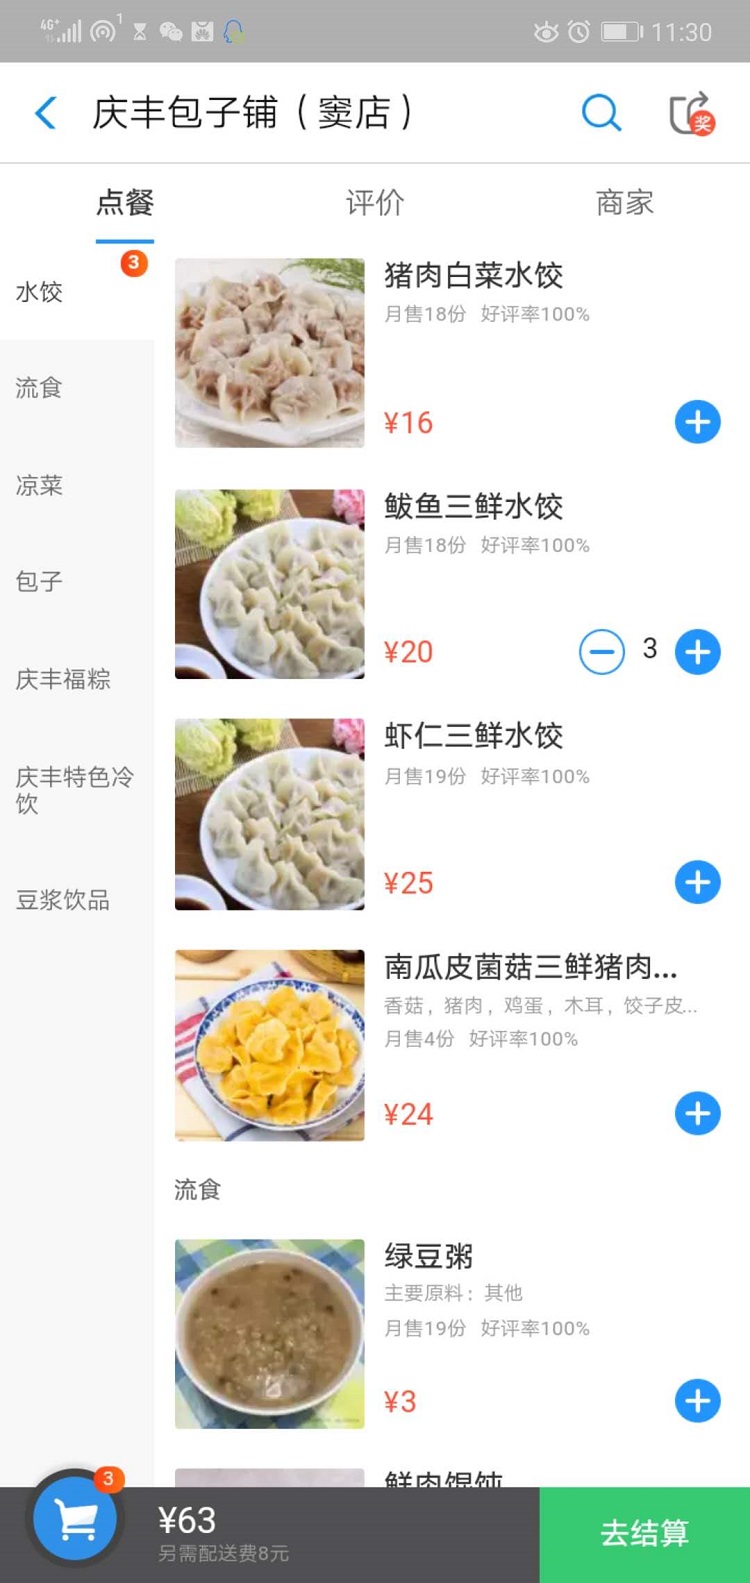 4G+ 1 11:30
庆丰包子铺（窦店）
奖
点餐 评价 商家
3
水饺
流食
凉菜
包子
庆丰福粽
庆丰特色冷
饮
豆浆饮品
猪肉白菜水饺
月售18份 好评率100%
¥16
鲅鱼三鲜水饺
月售18份 好评率100%
¥20 3
虾仁三鲜水饺
月售19份 好评率100%
¥25
南瓜皮菌菇三鲜猪肉...
香菇，猪肉，鸡蛋，木耳，饺子皮...
月售4份 好评率100%
¥24
流食
绿豆粥
主要原料：其他
月售19份 好评率100%
¥3
鲜肉馄饨
3
¥63
另需配送费8元
去结算